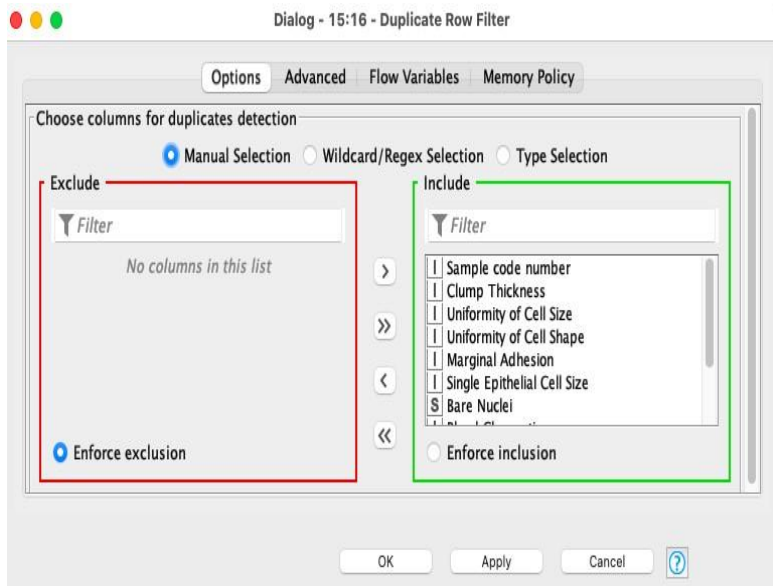 Dialog - 15:16 - Duplicate Row Filter
Options Advanced Flow Variables Memory Policy
Choose columns for duplicates detection
Manual Selection Wildcard/Regex Selection Type Selection
Exclude Include
Filter Filter
No columns in this list
I Sample code number
I Clump Thickness
I Uniformity of Cell Size
I Uniformity of Cell Shape
I Marginal Adhesion
I Single Epithelial Cell Size
S Bare Nuclei
Enforce exclusion Enforce inclusion
OK Apply Cancel ?